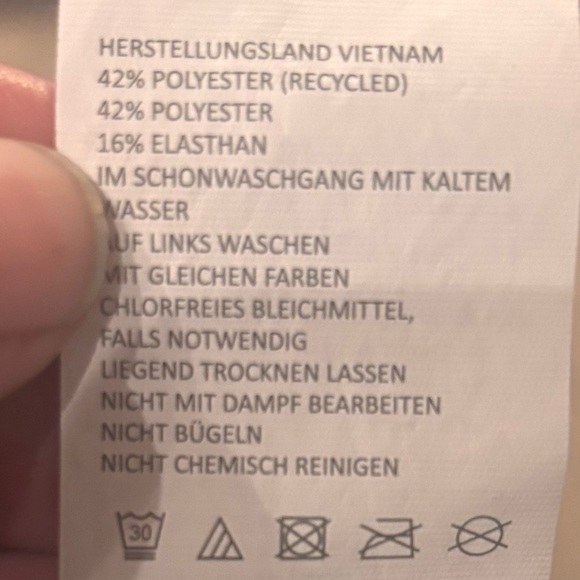 HERSTELLUNGSLAND VIETNAM
42% POLYESTER (RECYCLED)
42% POLYESTER
16% ELASTHAN
IM SCHONWASCHGANG MIT KALTEM
WASSER
AUF LINKS WASCHEN
MIT GLEICHEN FARBEN
CHLORFREIES BLEICHMITTEL,
FALLS NOTWENDIG
LIEGEND TROCKNEN LASSEN
NICHT MIT DAMPF BEARBEITEN
NICHT BÜGELN
NICHT CHEMISCH REINIGEN
30